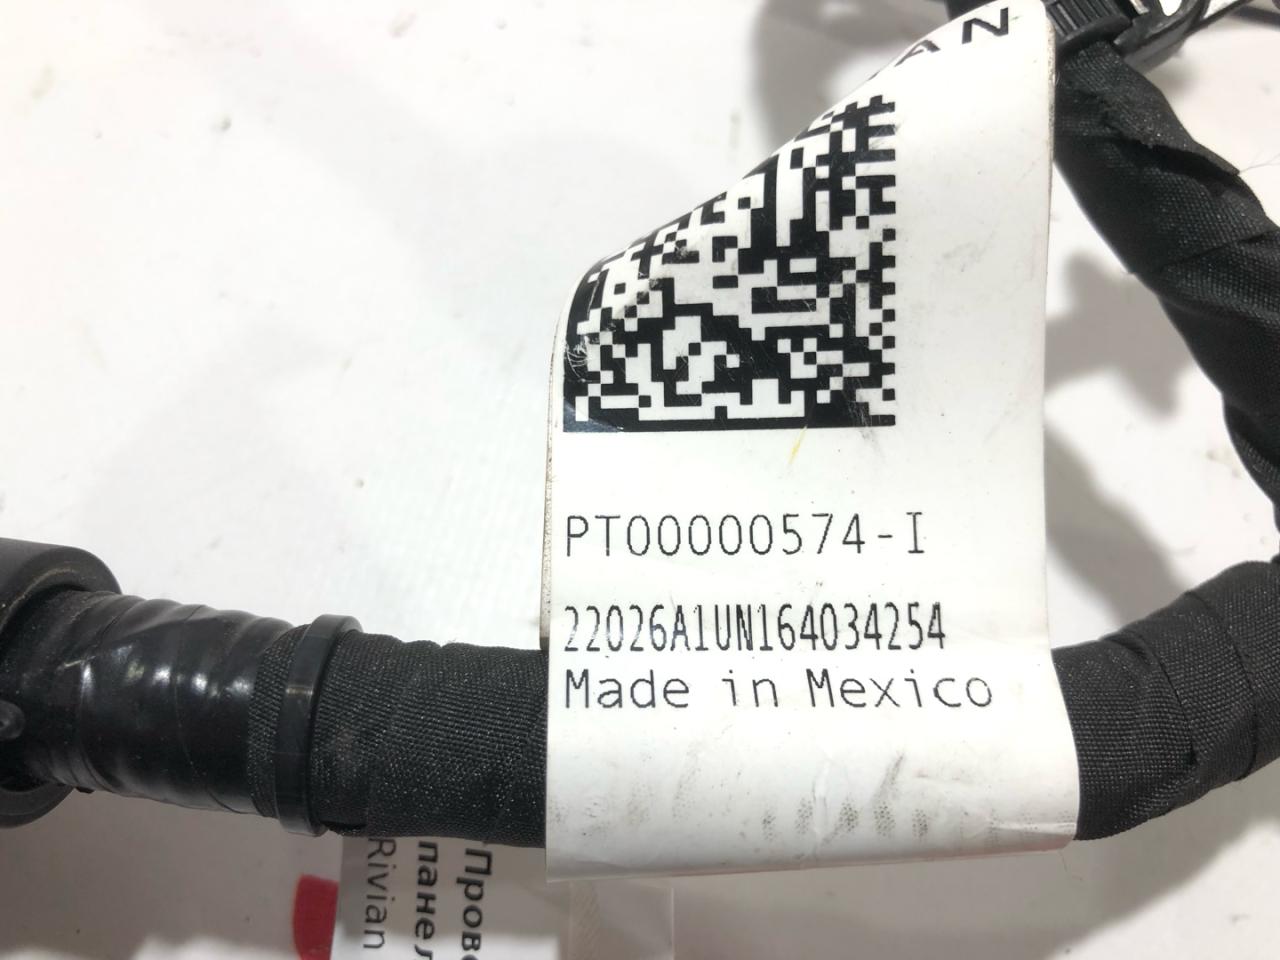 AN
PT00000574-I
22026A1UN164034254
Made in Mexico
Прово
панел
Rivian